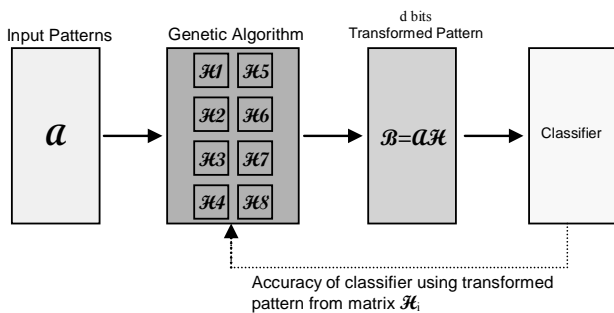 Input Patterns
Genetic Algorithm
d bits
Transformed Pattern
𝒜
ℋ1 ℋ5
ℋ2 ℋ6
ℋ3 ℋ7
ℋ4 ℋ8
ℬ=𝒜ℋ
Classifier
Accuracy of classifier using transformed
pattern from matrix ℋi